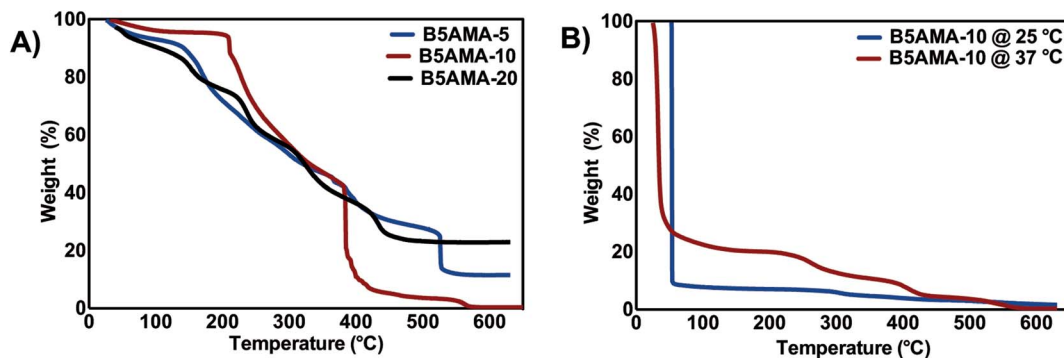 A)
Weight (%)
100
80
60
40
20
0
0 100 200 300 400 500 600
Temperature (°C)
B5AMA-5
B5AMA-10
B5AMA-20
B)
Weight (%)
100
80
60
40
20
0
0 100 200 300 400 500 600
Temperature (°C)
B5AMA-10 @ 25 °C
B5AMA-10 @ 37 °C